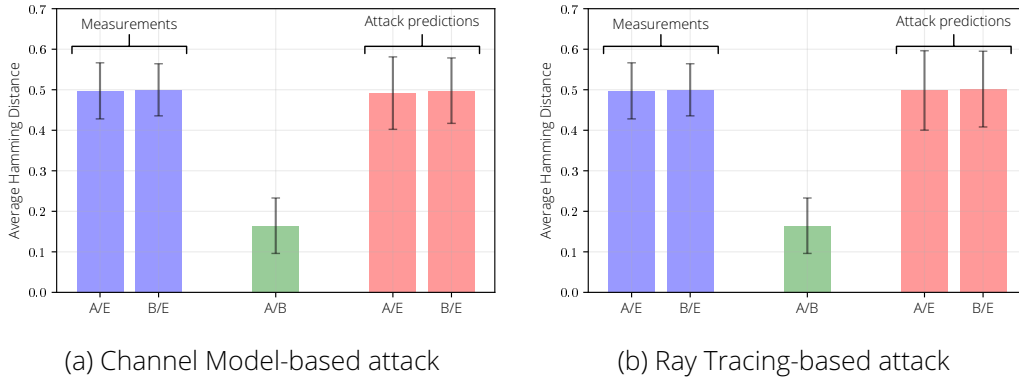 0.7
0.6
0.5
0.4
0.3
0.2
0.1
0.0
Average Hamming Distance
Measurements
Attack predictions
A/E
B/E
A/B
A/E
B/E
(a) Channel Model-based attack
0.7
0.6
0.5
0.4
0.3
0.2
0.1
0.0
Average Hamming Distance
Measurements
Attack predictions
A/E
B/E
A/B
A/E
B/E
(b) Ray Tracing-based attack